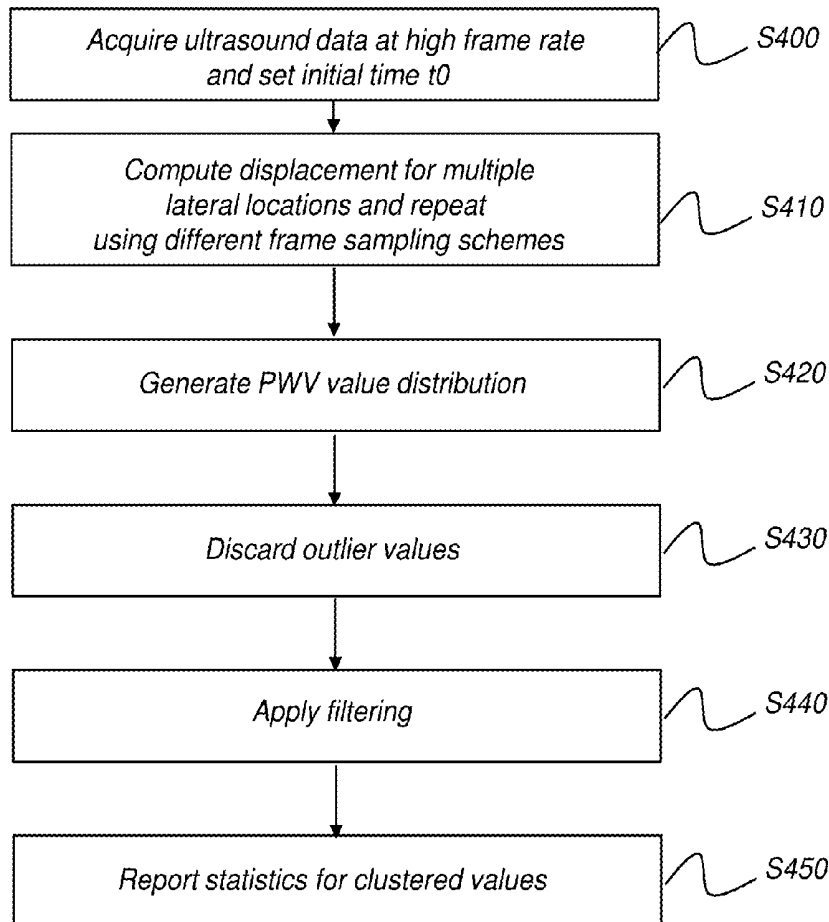 Acquire ultrasound data at high frame rate
and set initial time t0
S400
Compute displacement for multiple
lateral locations and repeat
using different frame sampling schemes
S410
Generate PWV value distribution
S420
Discard outlier values
S430
Apply filtering
S440
Report statistics for clustered values
S450